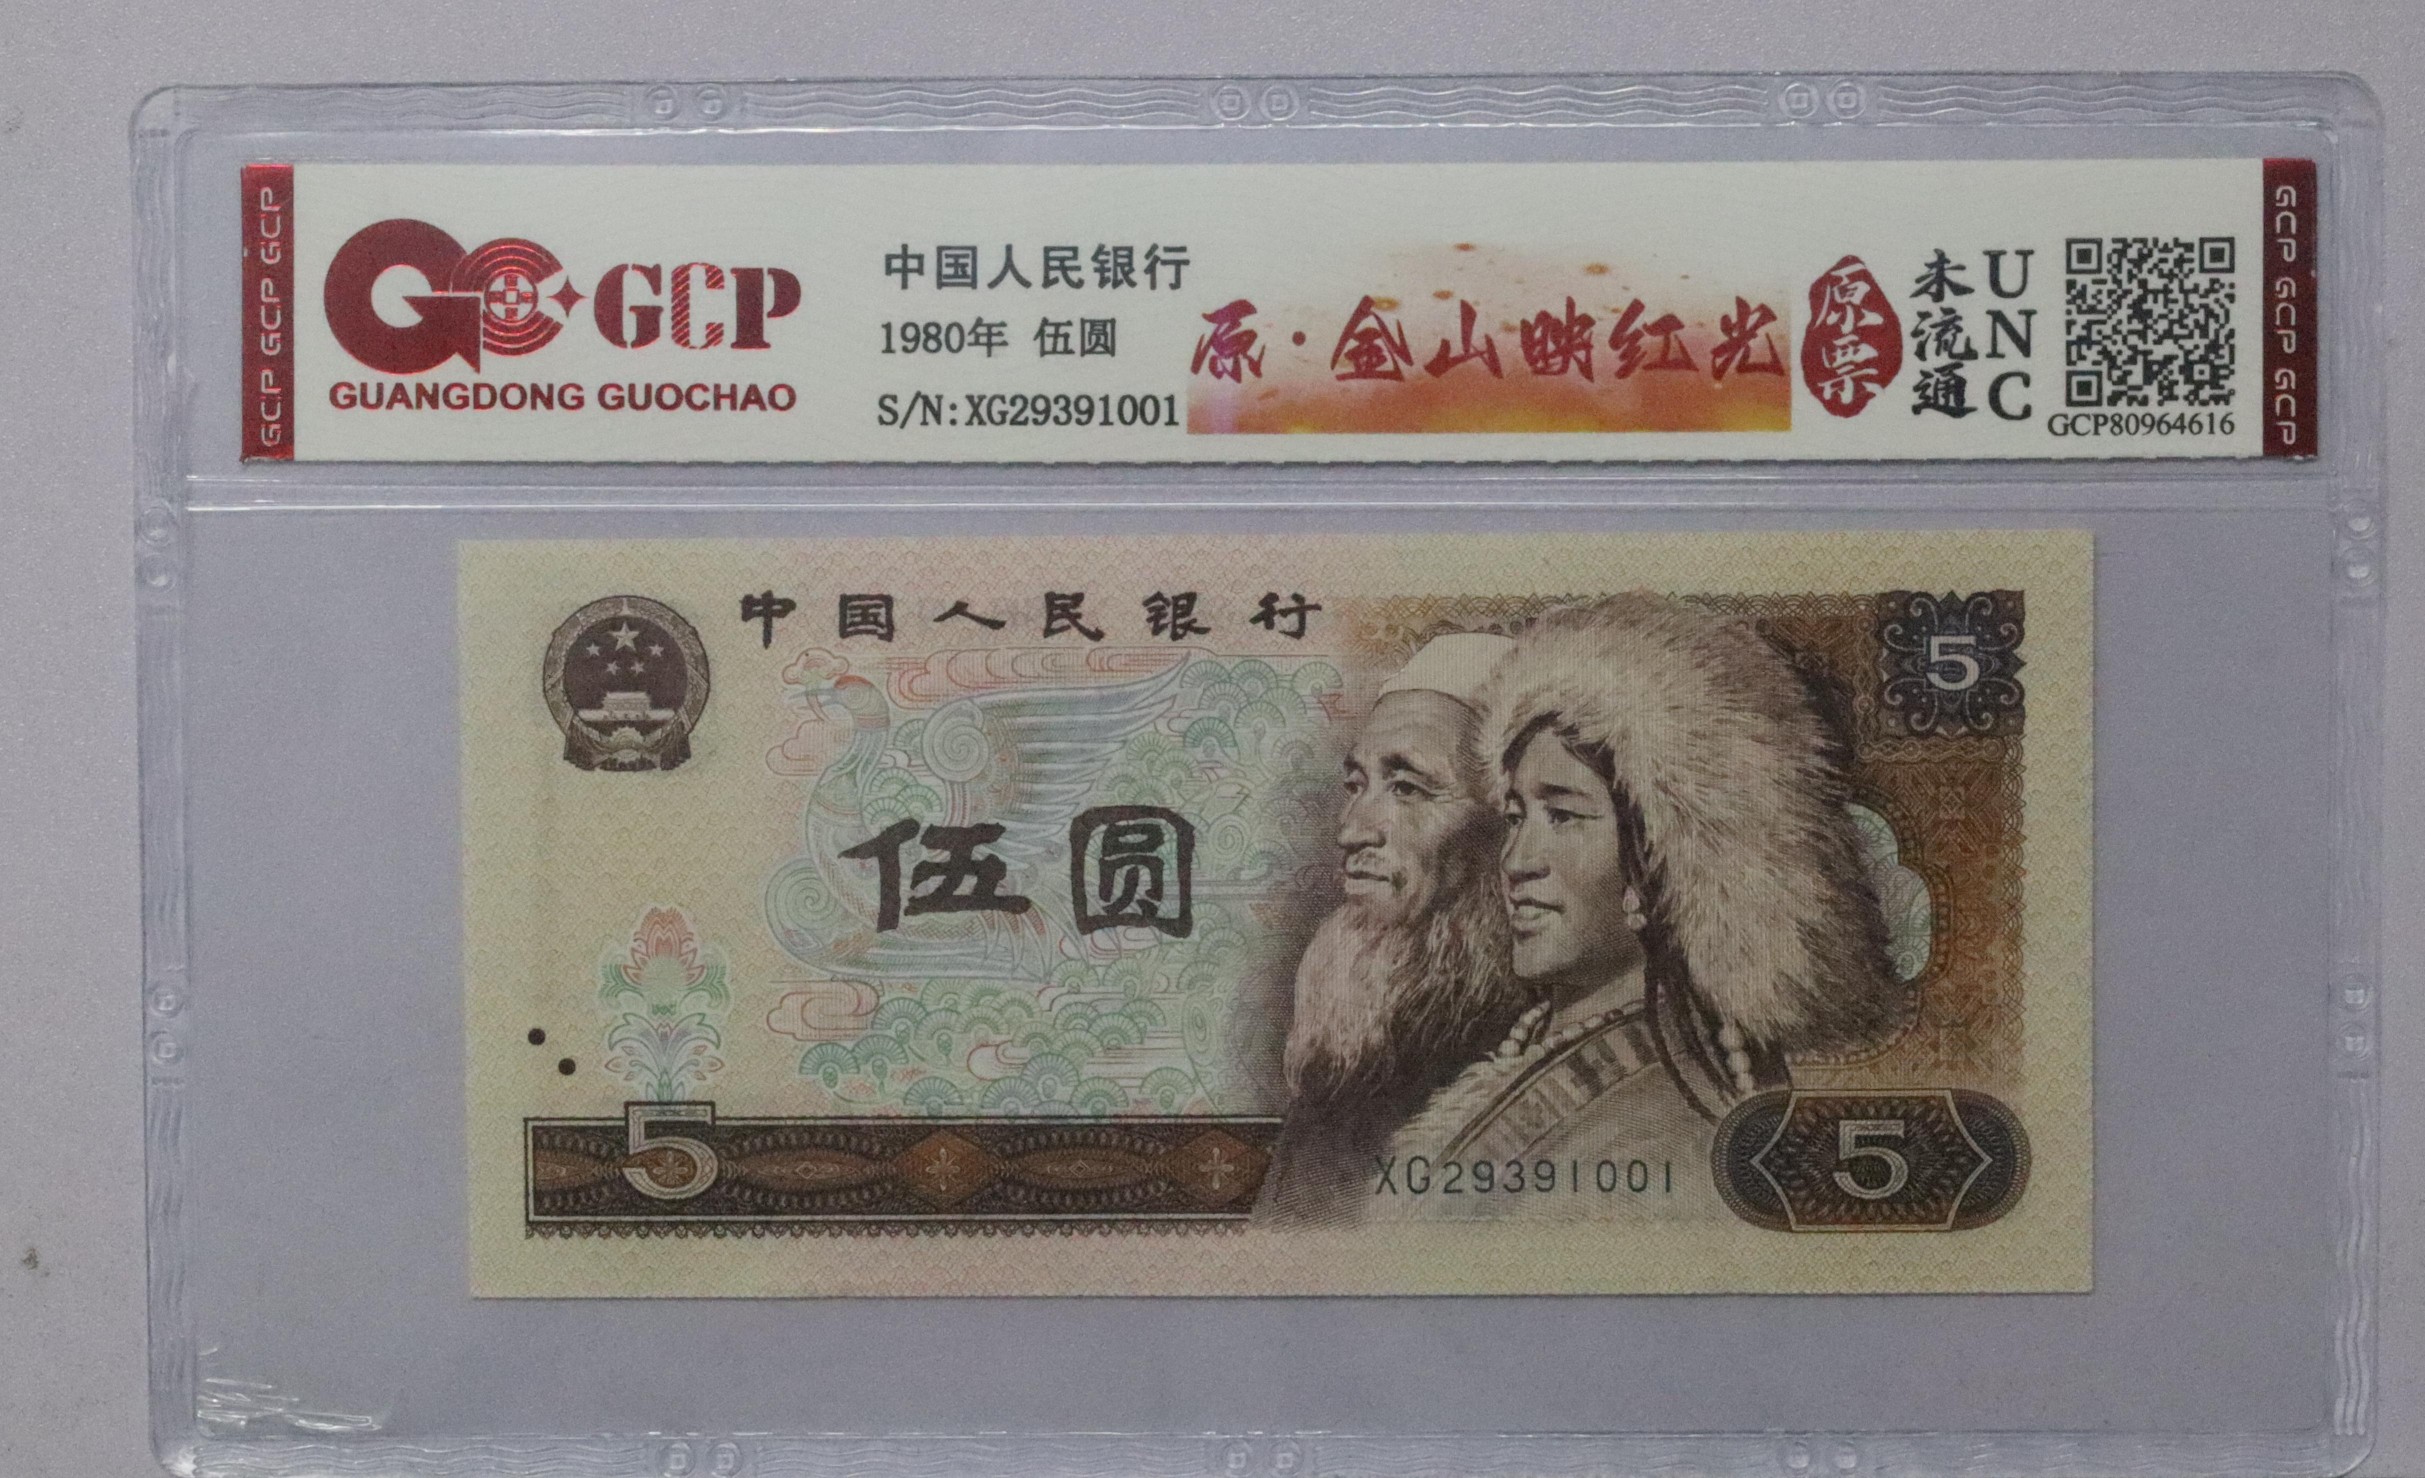 GCP GCP GCP
GCP
GUANGDONG GUOCHAO
中国人民银行
1980年 伍圆
S/N:XG29391001
原·金山映红光
原票
未流通
UNC
GCP80964616
GCP GCP GCP
中国人民银行
5
伍圆
5
XG29391001
5